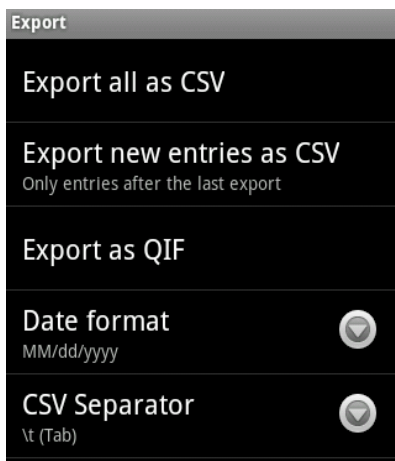 Export
Export all as CSV
Export new entries as CSV
Only entries after the last export
Export as QIF
Date format
MM/dd/yyyy
CSV Separator
\t (Tab)